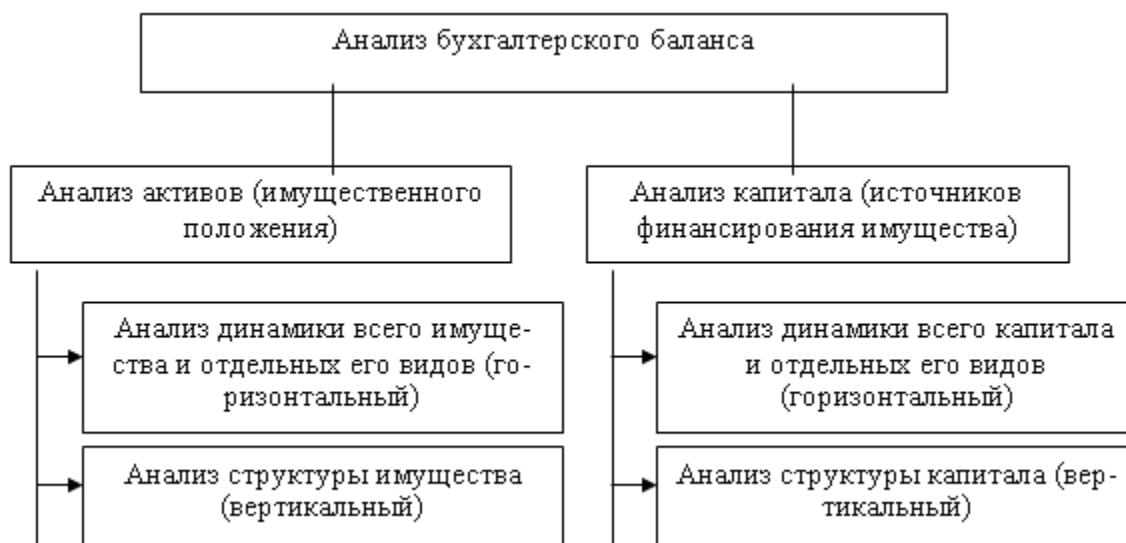 Анализ бухгалтерского баланса
Анализ активов (имущественного
положения)
Анализ капитала (источников
финансирования имущества)
Анализ динамики всего имуще-
ства и отдельных его видов (го-
ризонтальный)
Анализ динамики всего капитала
и отдельных его видов
(горизонтальный)
Анализ структуры имущества
(вертикальный)
Анализ структуры капитала (вер-
тикальный)